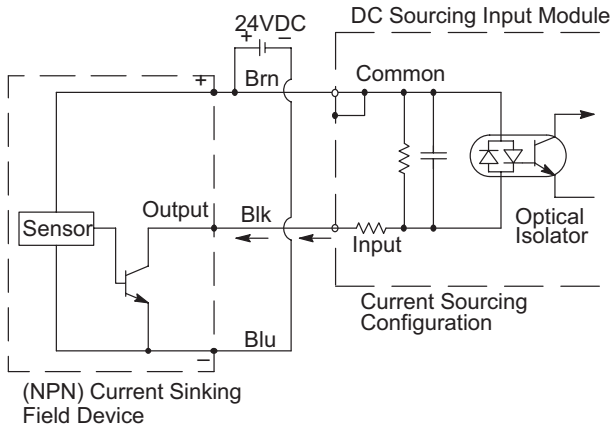 DC Sourcing Input Module
24VDC
+ −
+ Brn
Common
Output
Blk
Sensor
Input
Optical
Isolator
Current Sourcing
Configuration
− Blu
(NPN) Current Sinking
Field Device